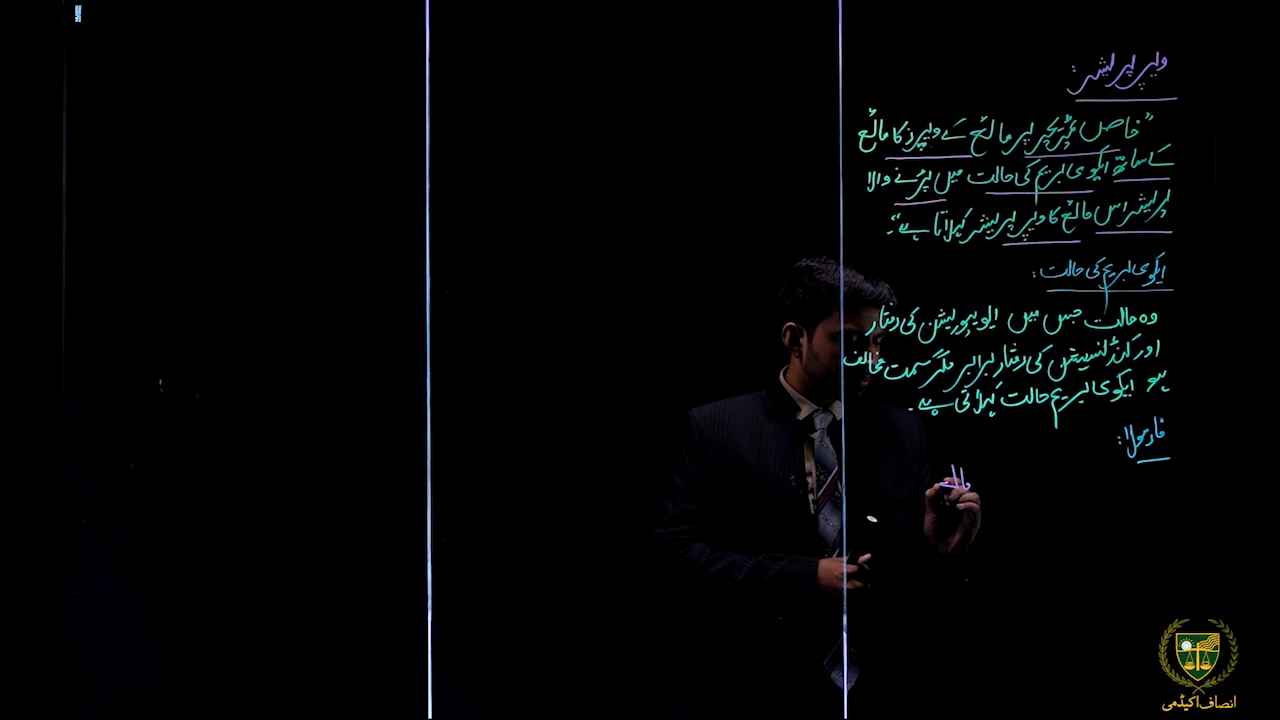 ویپر پریشر:
"خاص ٹمپریچر پر مائع کے ویپرز کا مائع
کے ساتھ ایکوی لبریم کی حالت میں پڑنے والا
پریشر اس مائع کا ویپر پریشر کہلاتا ہے"۔
ایکوی لبریم کی حالت:
وہ حالت جس میں ایویپوریشن کی رفتار
اور کنڈنسیشن کی رفتار برابر مگر سمت مخالف
ہو ایکوی لبریم حالت کہلاتی ہے۔
فارمولا:
انصاف اکیڈمی